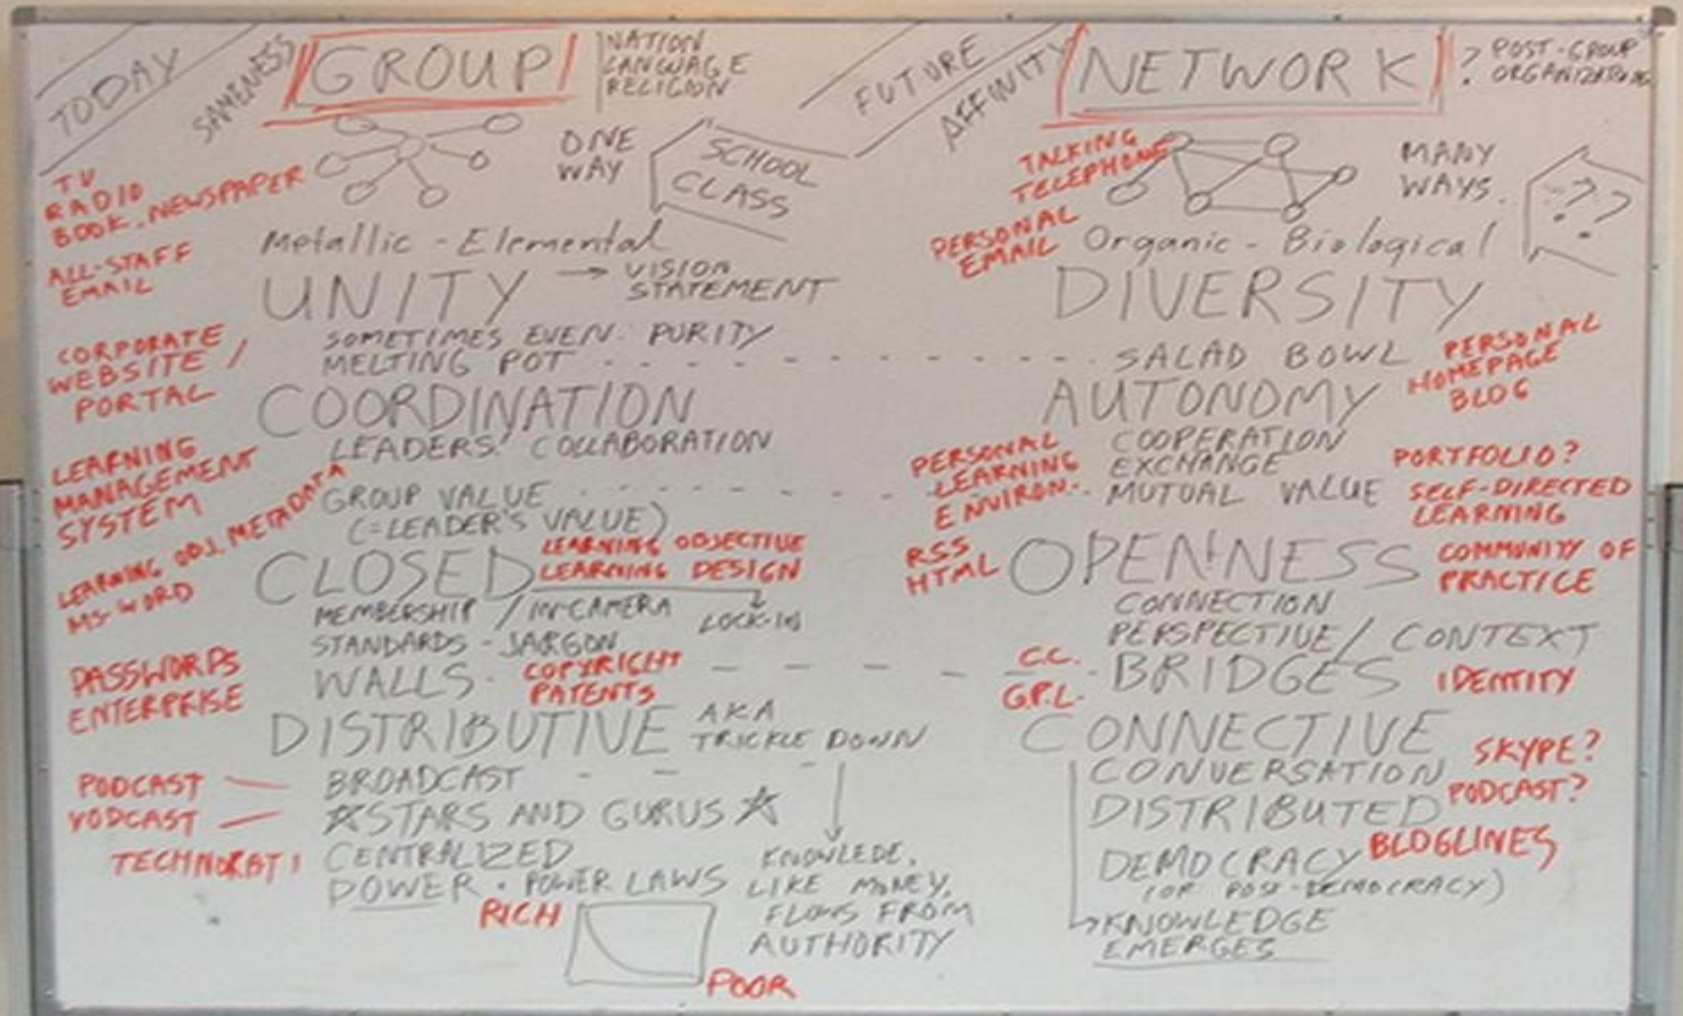 TODAY
SAMENESS
GROUP
NATION
LANGUAGE
RELIGION
ONE
WAY
SCHOOL
CLASS
TV
RADIO
BOOK. NEWSPAPER
ALL-STAFF
EMAIL
Metallic - Elemental
UNITY → VISION
STATEMENT
SOMETIMES EVEN: PURITY
MELTING POT
CORPORATE
WEBSITE /
PORTAL
COORDINATION
LEADERS! COLLABORATION
LEARNING
MANAGEMENT
SYSTEM
GROUP VALUE
(=LEADER'S VALUE)
LEARNING OBJ. METADATA
MS-WORD
CLOSED
LEARNING OBJECTIVE
LEARNING DESIGN
MEMBERSHIP / IN-CAMERA
LOCK-IN
STANDARDS - JARGON
WALLS
COPYRIGHT
PATENTS
PASSWORDS
ENTERPRISE
DISTRIBUTIVE AKA
TRICKLE DOWN
PODCAST
VODCAST
BROADCAST
STARS AND GURUS
TECHNORATI
CENTRALIZED
POWER. POWER LAWS
RICH
POOR
KNOWLEDE,
LIKE MONEY,
FLOWS FROM
AUTHORITY
FUTURE
AFFINITY
NETWORK
? POST-GROUP
ORGANIZATIONS
TALKING
TELEPHONE
MANY
WAYS.
???
PERSONAL
EMAIL
Organic - Biological
DIVERSITY
SALAD BOWL
PERSONAL
HOMEPAGE
BLOG
AUTONOMY
COOPERATION
EXCHANGE
MUTUAL VALUE
PERSONAL
LEARNING
ENVIRON.
PORTFOLIO?
SELF-DIRECTED
LEARNING
RSS
HTML
OPENNESS
COMMUNITY OF
PRACTICE
CONNECTION
PERSPECTIVE / CONTEXT
C.C.
G.P.L.
BRIDGES
IDENTITY
CONNECTIVE
CONVERSATION
SKYPE?
PODCAST?
DISTRIBUTED
BLOGLINES
DEMOCRACY
(OR POST-DEMOCRACY)
KNOWLEDGE
EMERGES